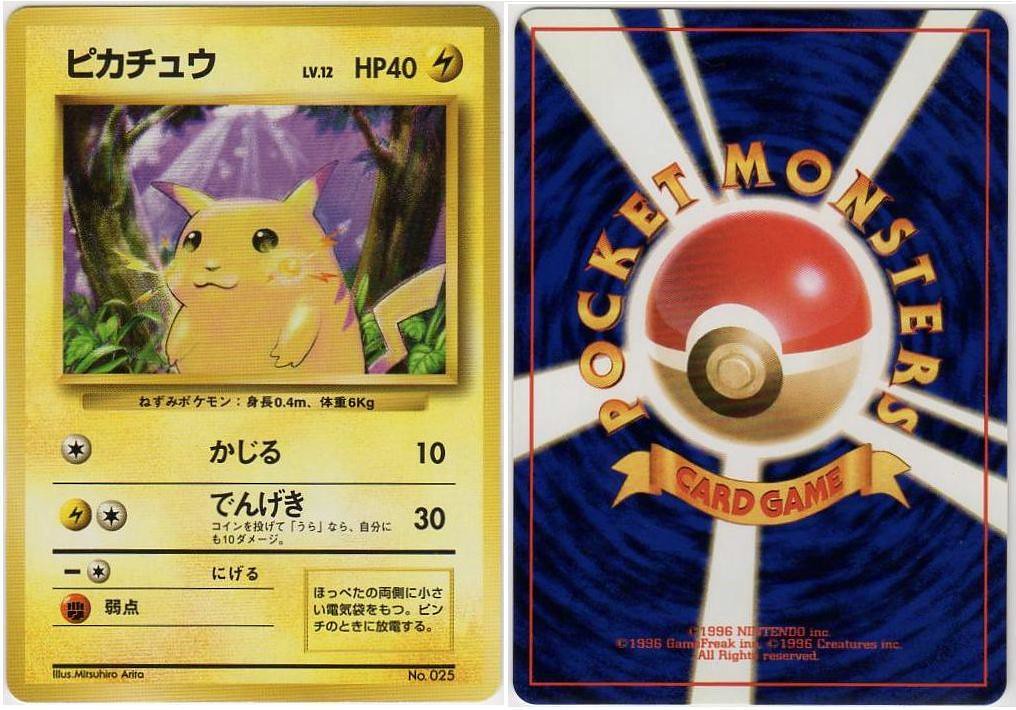 ピカチュウ LV.12 HP40
ねずみポケモン：身長0.4m、体重6Kg
かじる 10
でんげき 30
コインを投げて「うら」なら、自分に
も10ダメージ。
にげる
弱点
ほっぺたの両側に小さ
い電気袋をもつ。ピン
チのときに放電する。
Illus.Mitsuhiro Arita No. 025
POCKET MONSTERS
CARD GAME
©1996 NINTENDO inc.
©1996 GameFreak inc. ©1996 Creatures inc.
All Rights reserved.